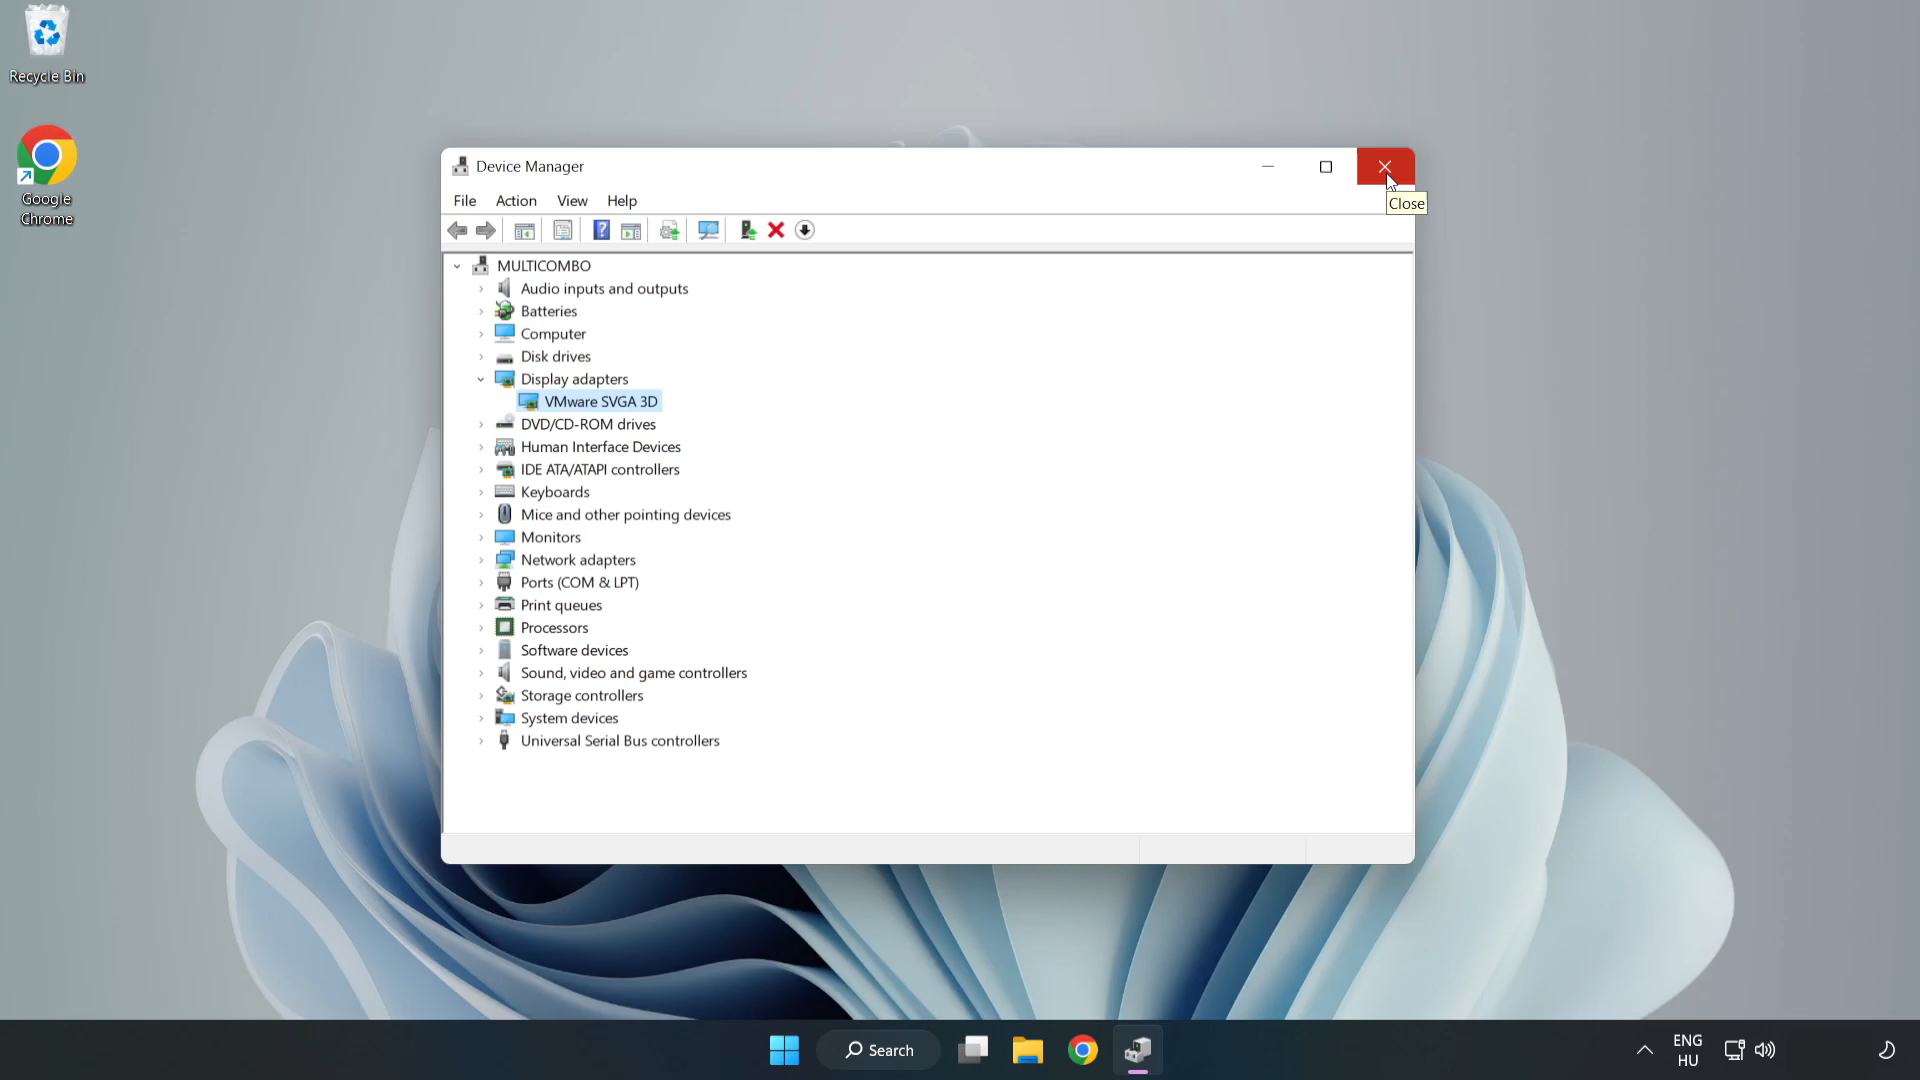 Recycle Bin
Google
Chrome
Device Manager
Close
File Action View Help
MULTICOMBO
Audio inputs and outputs
Batteries
Computer
Disk drives
Display adapters
VMware SVGA 3D
DVD/CD-ROM drives
Human Interface Devices
IDE ATA/ATAPI controllers
Keyboards
Mice and other pointing devices
Monitors
Network adapters
Ports (COM & LPT)
Print queues
Processors
Software devices
Sound, video and game controllers
Storage controllers
System devices
Universal Serial Bus controllers
Search
ENG
HU